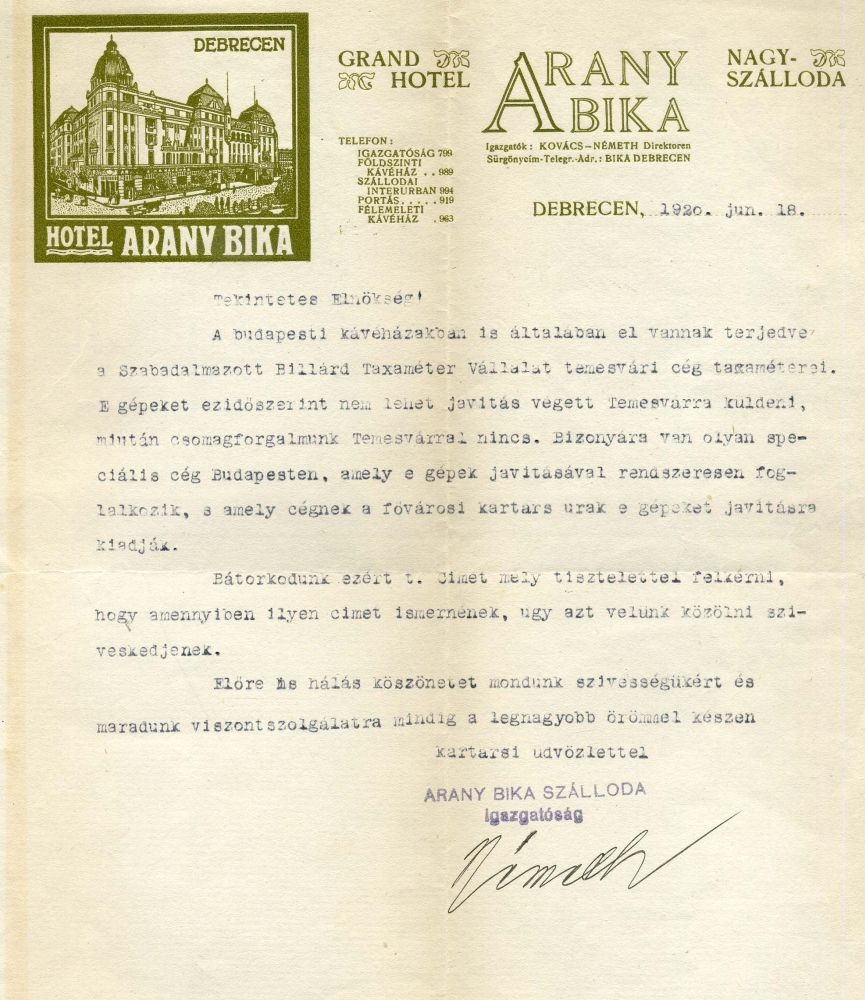 DEBRECEN
HOTEL ARANY BIKA
GRAND HOTEL
ARANY BIKA
NAGY-SZÁLLODA
Igazgatók: KOVÁCS–NÉMETH Direktoren
Sürgönycím-Telegr.-Adr.: BIKA DEBRECEN
TELEFON:
IGAZGATÓSÁG 799
FÖLDSZINTI
KÁVÉHÁZ . . 989
SZÁLLODAI
INTERURBAN 994
PORTÁS. . . . . 919
FÉLEMELETI
KÁVÉHÁZ . 963
DEBRECEN, 1920. jun. 18.
Tekintetes Elnökség!
A budapesti kávéházakban is általában el vannak terjedve
a Szabadalmazott Billárd Taxaméter Vállalat temesvári cég taxaméterei.
E gépeket ezidőszerint nem lehet javitás végett Temesvárra kuldeni,
miután csomagforgalmunk Temesvárral nincs. Bizonyára van olyan spe-
ciális cég Budapesten, amely e gépek javitásával rendszeresen fog-
lalkozik, s amely cégnek a fővárosi kartárs urak e gépeket javitásra
kiadják.
Bátorkodunk ezért t. Cimet mely tisztelettel felkérni,
hogy amennyiben ilyen cimet ismernének, ugy azt velunk közölni szi-
veskedjenek.
Előre is hálás köszönetet mondunk szivességükért és
maradunk viszontszolgálatra mindig a legnagyobb örömmel készen
kartársi udvözlettel
ARANY BIKA SZÁLLODA
Igazgatóság
Németh